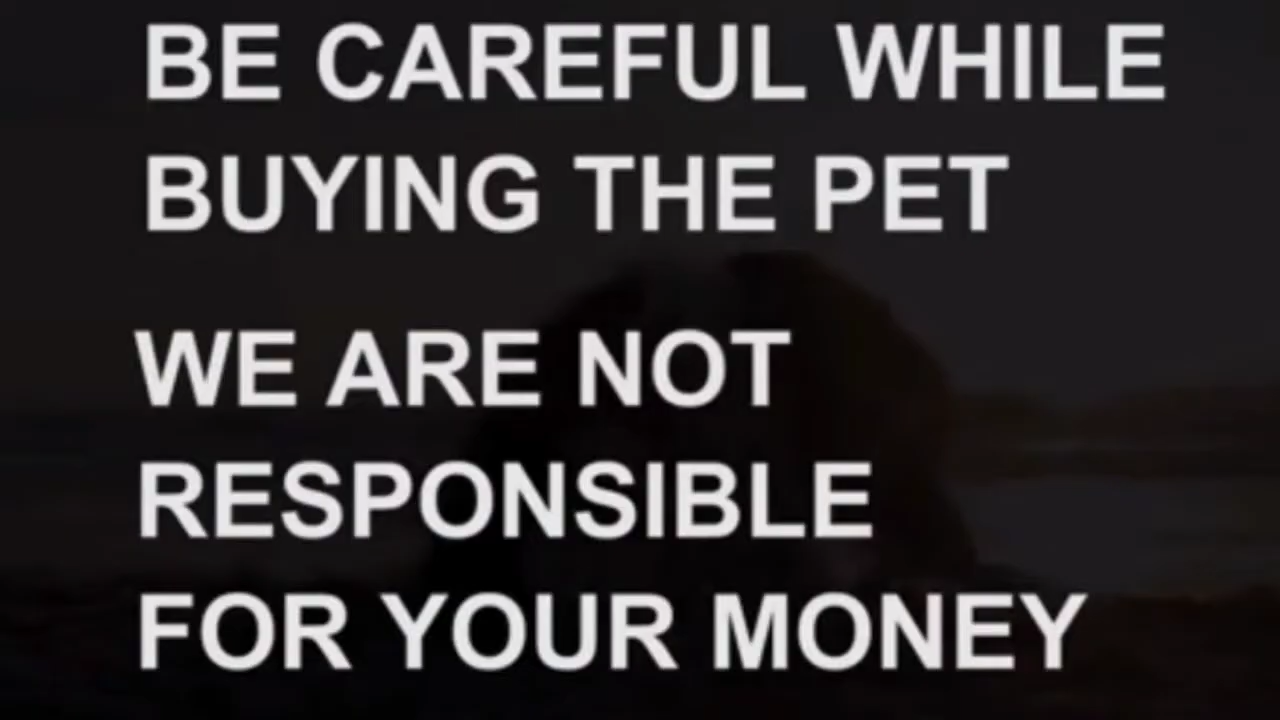 BE CAREFUL WHILE
BUYING THE PET
WE ARE NOT
RESPONSIBLE
FOR YOUR MONEY